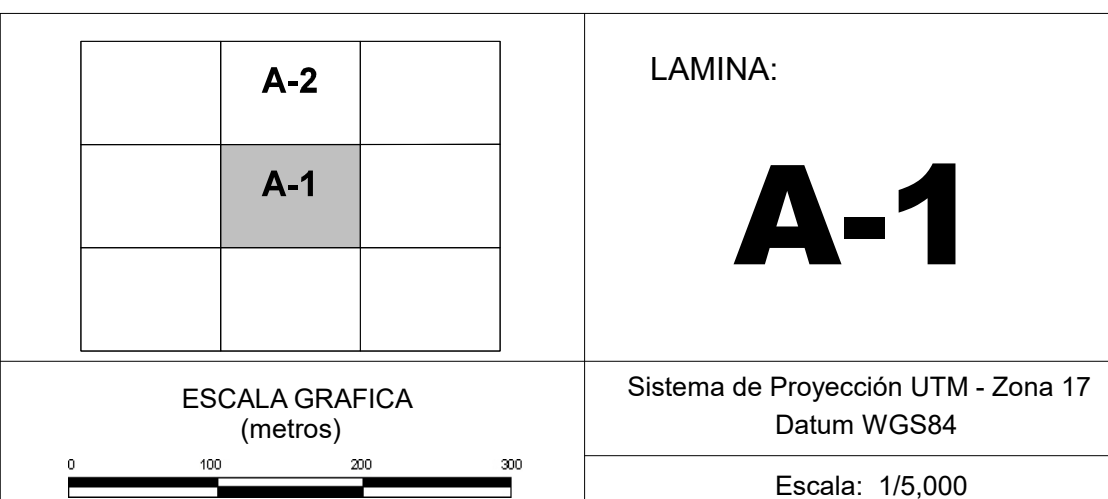 A-2
A-1
LAMINA:
A-1
ESCALA GRAFICA
(metros)
0 100 200 300
Sistema de Proyección UTM - Zona 17
Datum WGS84
Escala: 1/5,000